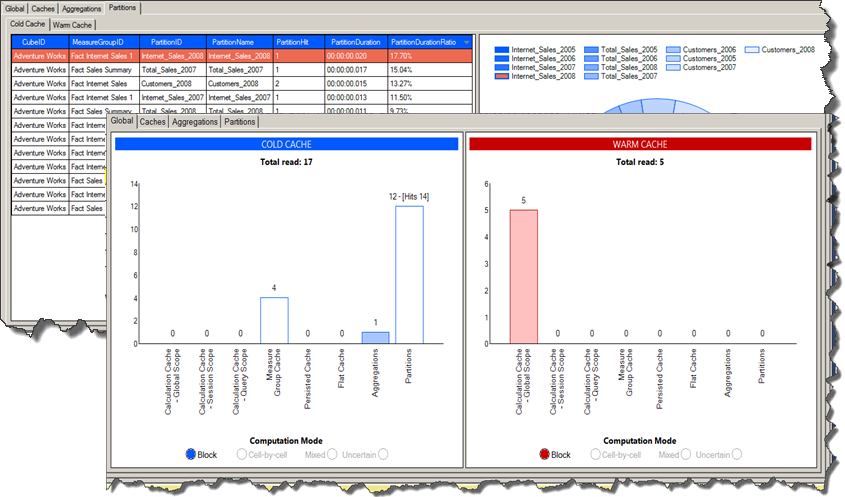 Global Caches Aggregations Partitions
Cold Cache Warm Cache
CubeID MeasureGroupID PartitionID PartitionName PartitionHit PartitionDuration PartitionDurationRatio
Adventure Works Fact Internet Sales 1 Internet_Sales_2008 Internet_Sales_2008 1 00:00:00.020 17.70%
Adventure Works Fact Sales Summary Total_Sales_2007 Total_Sales_2007 1 00:00:00.017 15.04%
Adventure Works Fact Internet Sales 1 Customers_2008 Customers_2008 2 00:00:00.015 13.27%
Adventure Works Fact Internet Sales 1 Internet_Sales_2007 Internet_Sales_2007 1 00:00:00.013 11.50%
Adventure Works Fact Sales Summary Total_Sales_2008 Total_Sales_2008 1 00:00:00.011 9.73%
Adventure Works Fact Interne
Adventure Works Fact Interne
Adventure Works Fact Interne
Adventure Works Fact Interne
Adventure Works Fact Sales
Adventure Works Fact Interne
Adventure Works Fact Sales
Internet_Sales_2005 Total_Sales_2005 Customers_2006 Customers_2008
Internet_Sales_2006 Total_Sales_2006 Customers_2005
Internet_Sales_2007 Total_Sales_2008 Customers_2007
Internet_Sales_2008 Total_Sales_2007
Global Caches Aggregations Partitions
COLD CACHE
Total read: 17
14
12
10
8
6
4
2
0
0
0
0
4
0
0
1
12 - [Hits 14]
Calculation Cache
- Global Scope
Calculation Cache
- Session Scope
Calculation Cache
- Query Scope
Measure
Group Cache
Persisted Cache
Flat Cache
Aggregations
Partitions
Computation Mode
Block Cell-by-cell Mixed Uncertain
WARM CACHE
Total read: 5
6
5
4
3
2
1
0
5
0
0
0
0
0
0
0
Calculation Cache
- Global Scope
Calculation Cache
- Session Scope
Calculation Cache
- Query Scope
Measure
Group Cache
Persisted Cache
Flat Cache
Aggregations
Partitions
Computation Mode
Block Cell-by-cell Mixed Uncertain